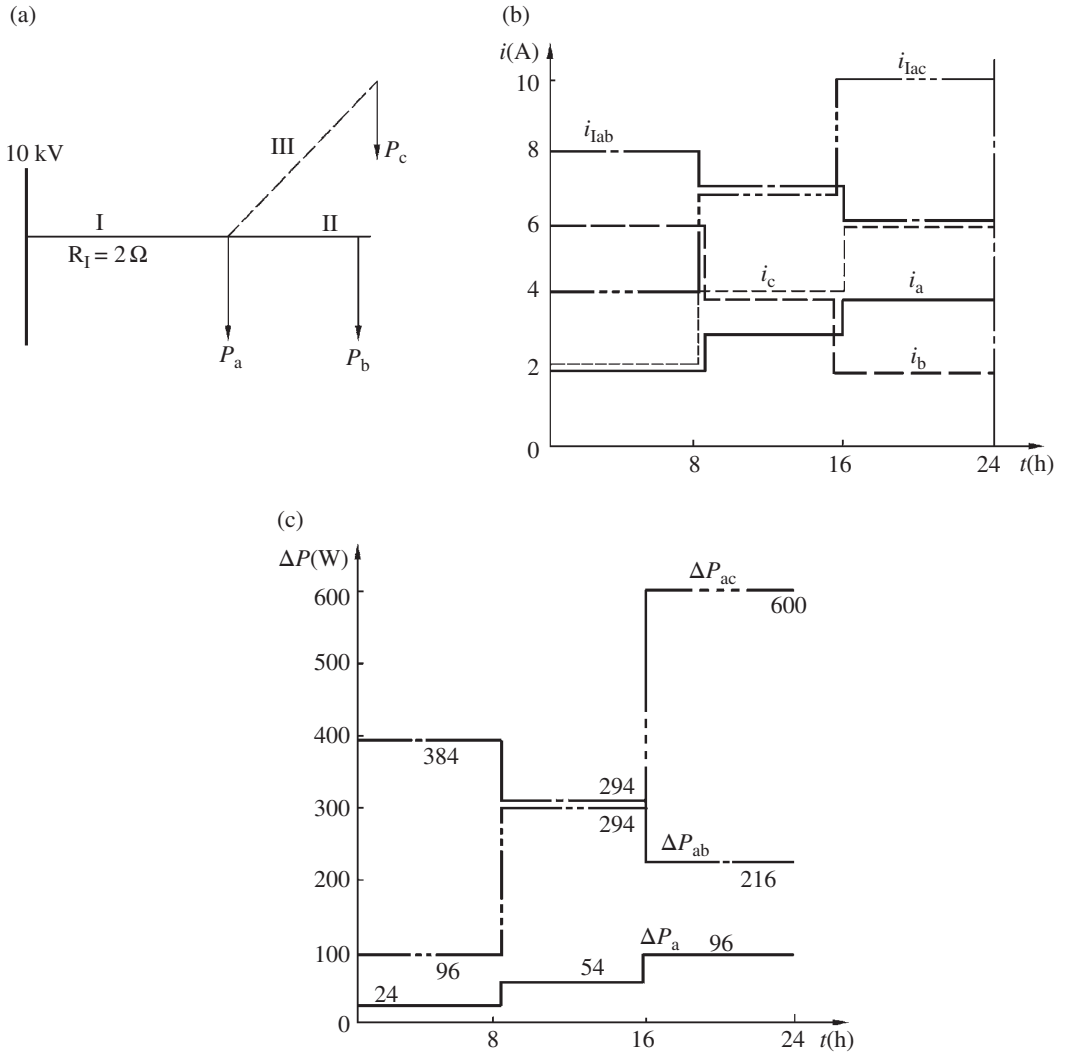 (a)
10 kV
I
R_I = 2 Ω
III
II
P_c
P_a
P_b
(b)
i(A)
10
8
6
4
2
0
i_Iab
i_Iac
i_c
i_a
i_b
8
16
24
t(h)
(c)
ΔP(W)
600
500
400
300
200
100
0
ΔP_ac
600
384
294
294
ΔP_ab
216
ΔP_a
96
96
54
24
8
16
24
t(h)